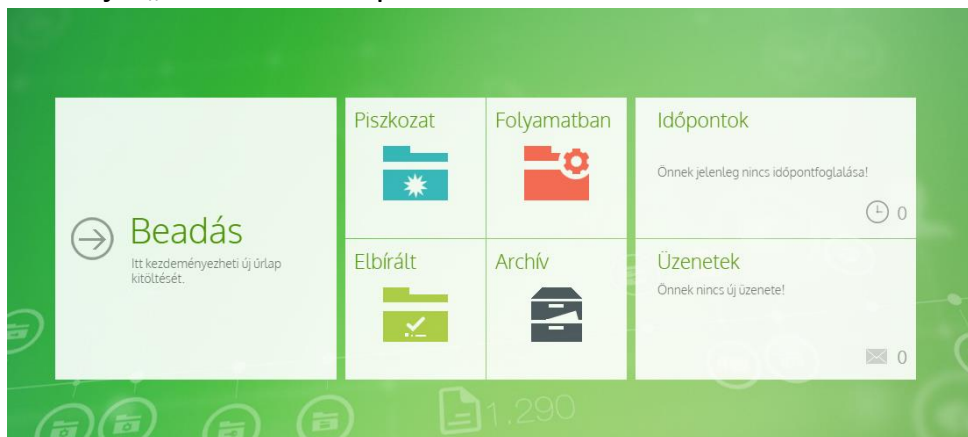 Piszkozat
Folyamatban
Időpontok
Önnek jelenleg nincs időpontfoglalása!
0
Beadás
Itt kezdeményezheti új űrlap
kitöltését.
Elbírált
Archív
Üzenetek
Önnek nincs új üzenete!
0
1.290